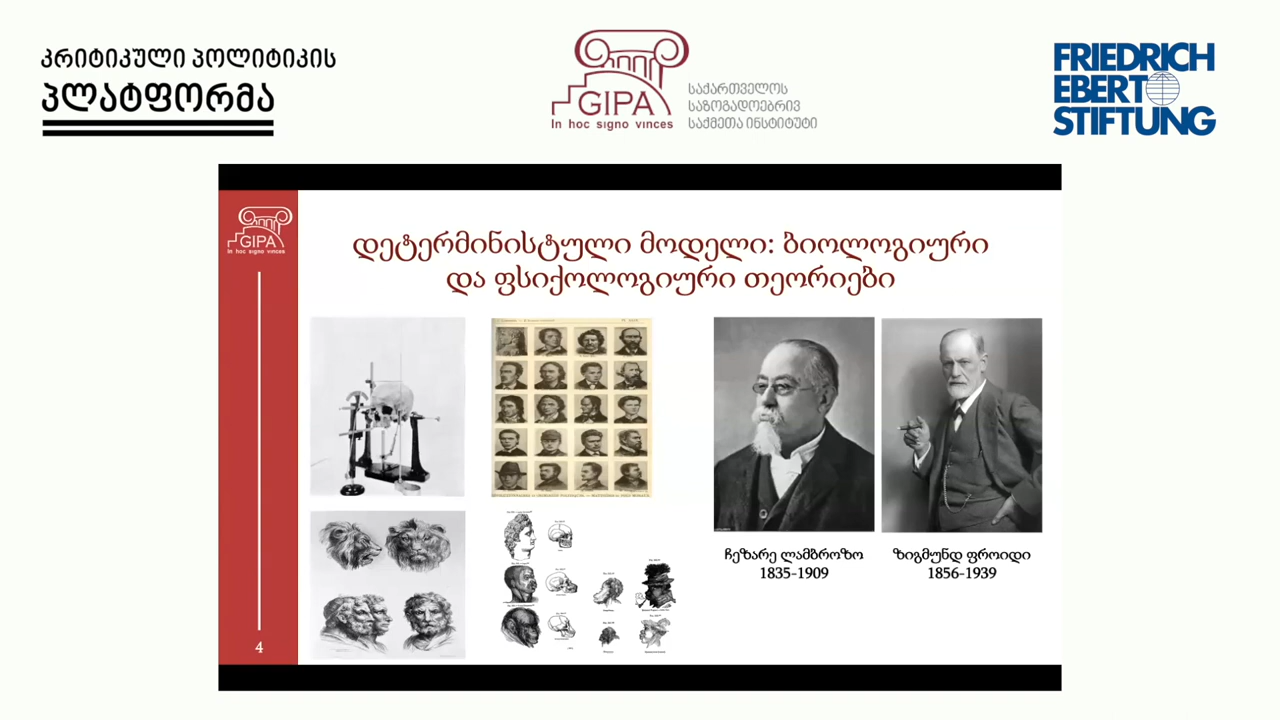 კრიტიკული პოლიტიკის
პლატფორმა
GIPA
In hoc signo vinces
საქართველოს
საზოგადოებრივ
საქმეთა ინსტიტუტი
FRIEDRICH
EBERT
STIFTUNG
GIPA
In hoc signo vinces
დეტერმინისტული მოდელი: ბიოლოგიური
და ფსიქოლოგიური თეორიები
ჩეზარე ლამბროზო
1835-1909
ზიგმუნდ ფროიდი
1856-1939
4